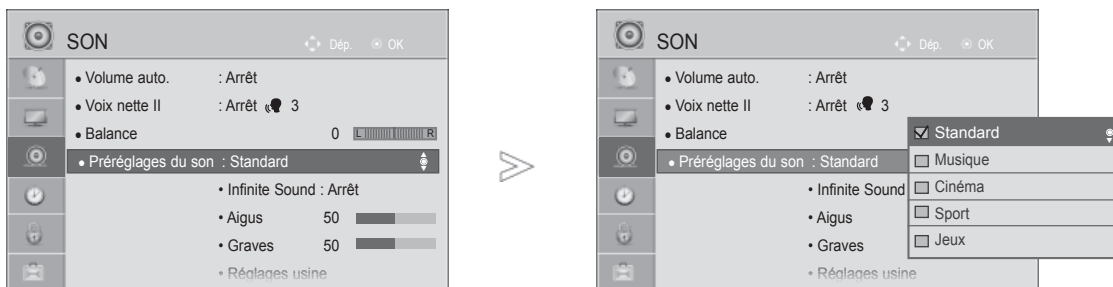 SON
Dép. OK
• Volume auto. : Arrêt
• Voix nette II : Arrêt 3
• Balance 0 L R
• Préréglages du son : Standard
• Infinite Sound : Arrêt
• Aigus 50
• Graves 50
• Réglages usine
SON
Dép. OK
• Volume auto. : Arrêt
• Voix nette II : Arrêt 3
• Balance
• Préréglages du son : Standard
• Infinite Sound
• Aigus
• Graves
• Réglages usine
Standard
Musique
Cinéma
Sport
Jeux